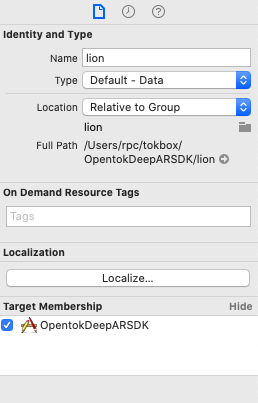 Identity and Type
Name lion
Type Default - Data
Location Relative to Group
lion
Full Path /Users/rpc/tokbox/
OpentokDeepARSDK/lion
On Demand Resource Tags
Tags
Localization
Localize...
Target Membership Hide
OpentokDeepARSDK